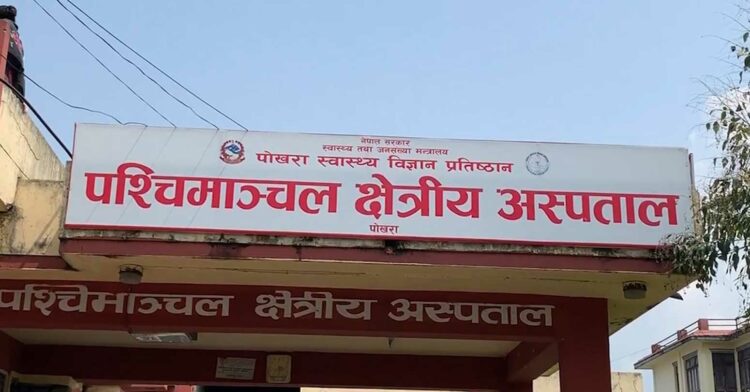 नेपाल सरकार
स्वास्थ्य तथा जनसंख्या मन्त्रालय
पोखरा स्वास्थ्य विज्ञान प्रतिष्ठान
पश्चिमाञ्चल क्षेत्रीय अस्पताल
पोखरा
पश्चिमाञ्चल क्षेत्रीय अस्पताल